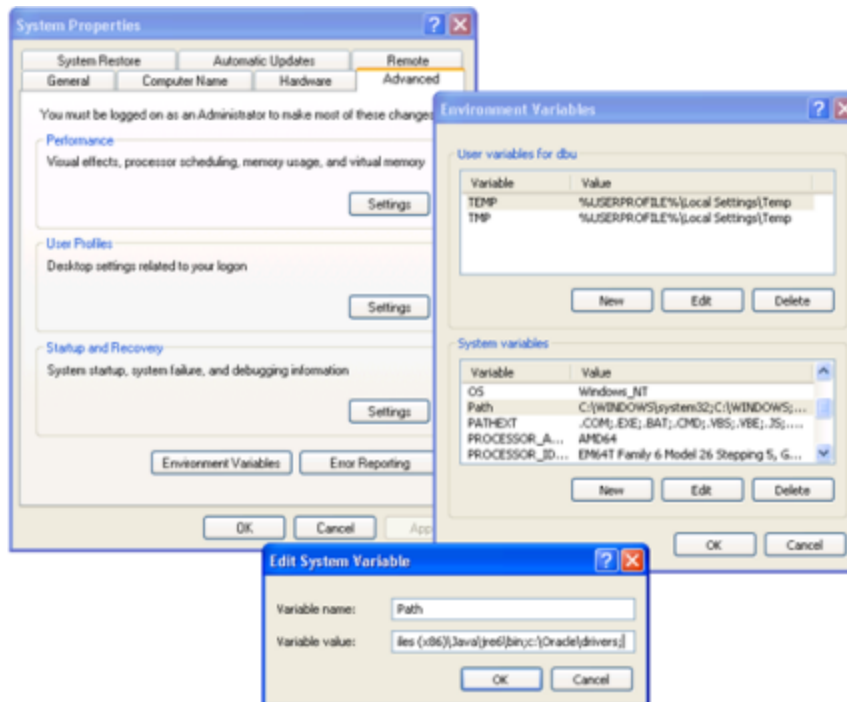 System Properties
System Restore
Automatic Updates
Remote
General
Computer Name
Hardware
Advanced
You must be logged on as an Administrator to make most of these changes
Performance
Visual effects, processor scheduling, memory usage, and virtual memory
Settings
User Profiles
Desktop settings related to your logon
Settings
Startup and Recovery
System startup, system failure, and debugging information
Settings
Environment Variables
Error Reporting
OK
Cancel
App
Environment Variables
User variables for dbu
Variable Value
TEMP %USERPROFILE%\Local Settings\Temp
TMP %USERPROFILE%\Local Settings\Temp
New
Edit
Delete
System variables
Variable Value
OS Windows_NT
Path C:\WINDOWS\system32;C:\WINDOWS;...
PATHEXT .COM;.EXE;.BAT;.CMD;.VBS;.VBE;.JS;....
PROCESSOR_A... AMD64
PROCESSOR_ID... EM64T Family 6 Model 26 Stepping 5, G...
New
Edit
Delete
OK
Cancel
Edit System Variable
Variable name: Path
Variable value: iles (x86)\Java\jre6\bin;c:\Oracle\drivers;
OK
Cancel